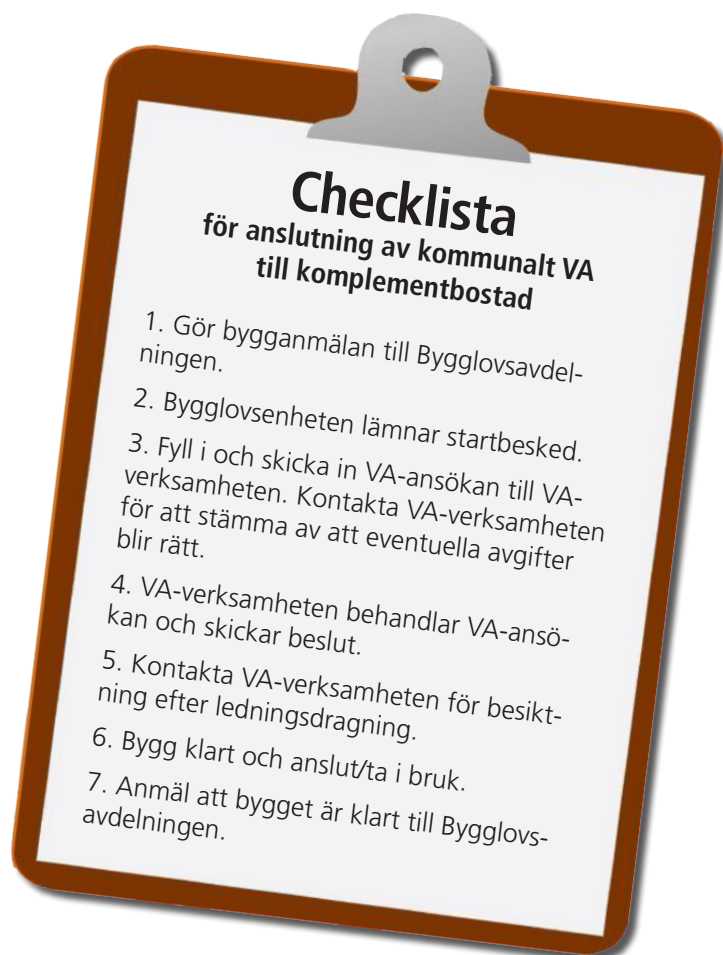 Checklista
för anslutning av kommunalt VA
till komplementbostad
1. Gör bygganmälan till Bygglovsavdel-
ningen.
2. Bygglovsenheten lämnar startbesked.
3. Fyll i och skicka in VA-ansökan till VA-
verksamheten. Kontakta VA-verksamheten
för att stämma av att eventuella avgifter
blir rätt.
4. VA-verksamheten behandlar VA-ansö-
kan och skickar beslut.
5. Kontakta VA-verksamheten för besikt-
ning efter ledningsdragning.
6. Bygg klart och anslut/ta i bruk.
7. Anmäl att bygget är klart till Bygglovs-
avdelningen.